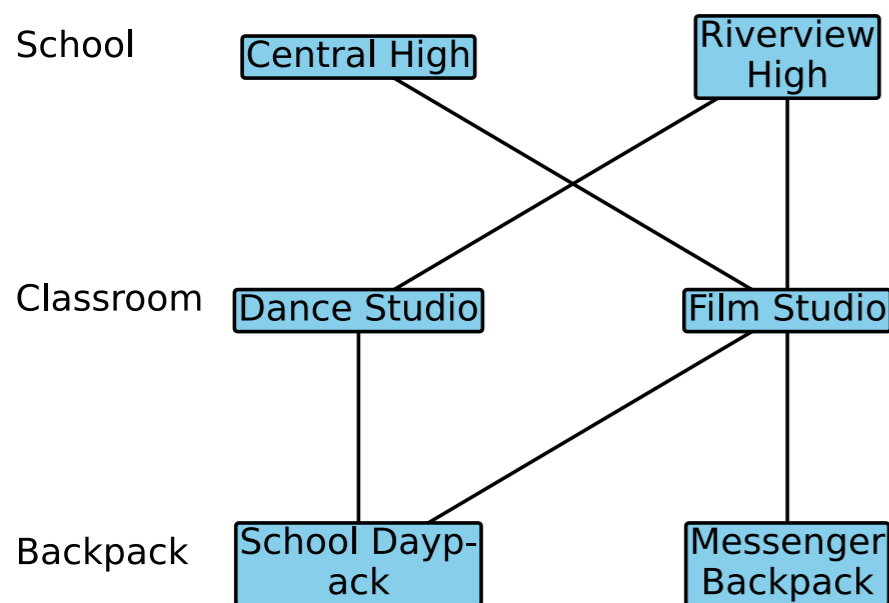 School
Central High
Riverview
High
Classroom
Dance Studio
Film Studio
Backpack
School Dayp-
ack
Messenger
Backpack